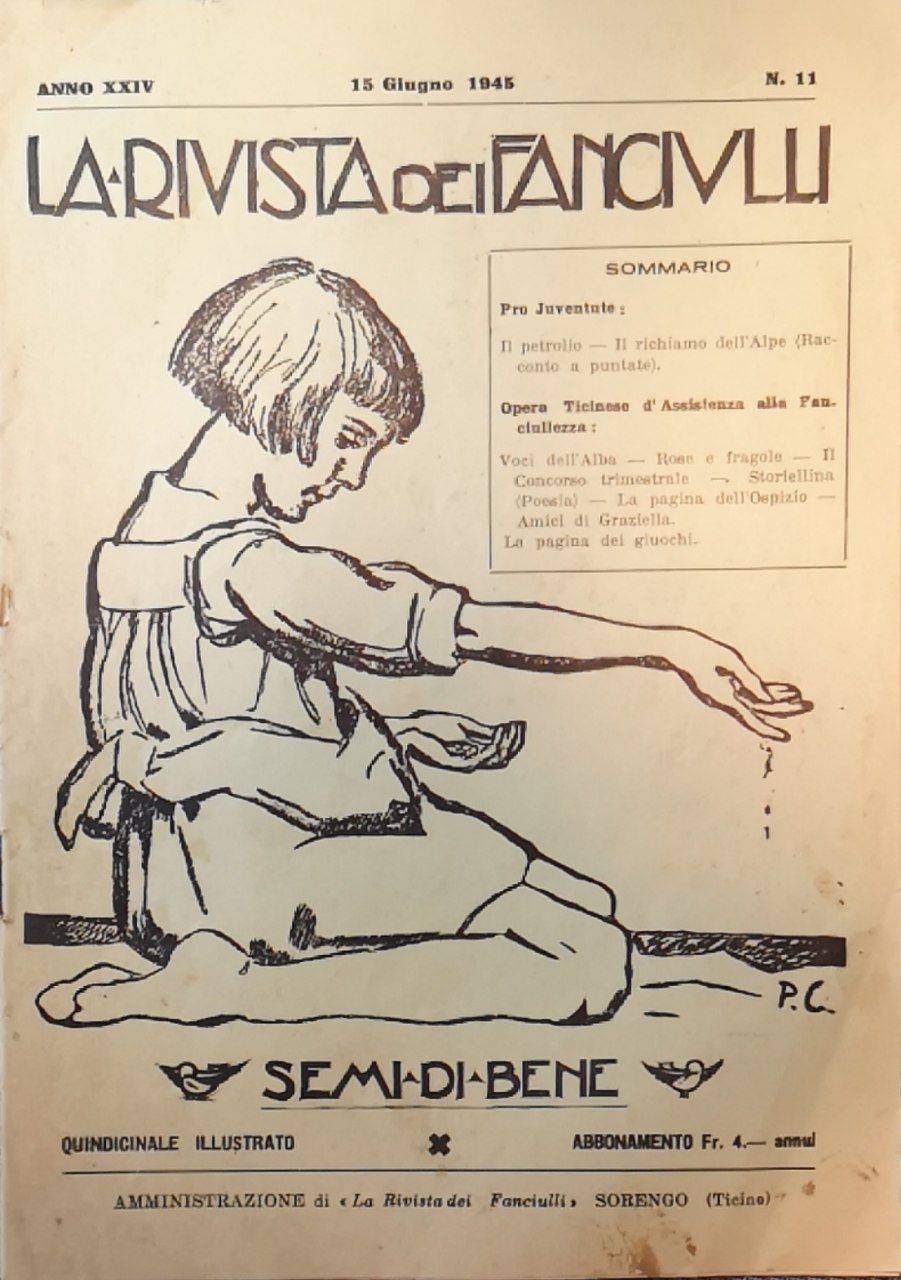 ANNO XXIV 15 Giugno 1945 N. 11
LA RIVISTA DEI FANCIVLLI
SOMMARIO
Pro Juventute:
Il petrolio — Il richiamo dell'Alpe (Rac-
conto a puntate).
Opera Ticinese d'Assistenza alla Fan-
ciullezza:
Voci dell'Alba — Rose e fragole — Il
Concorso trimestrale — Storiellina
(Poesia) — La pagina dell'Ospizio —
Amici di Graziella.
La pagina dei giuochi.
P. C.
SEMI DI BENE
QUINDICINALE ILLUSTRATO ABBONAMENTO Fr. 4.— annui
AMMINISTRAZIONE di «La Rivista dei Fanciulli» SORENGO (Ticino)